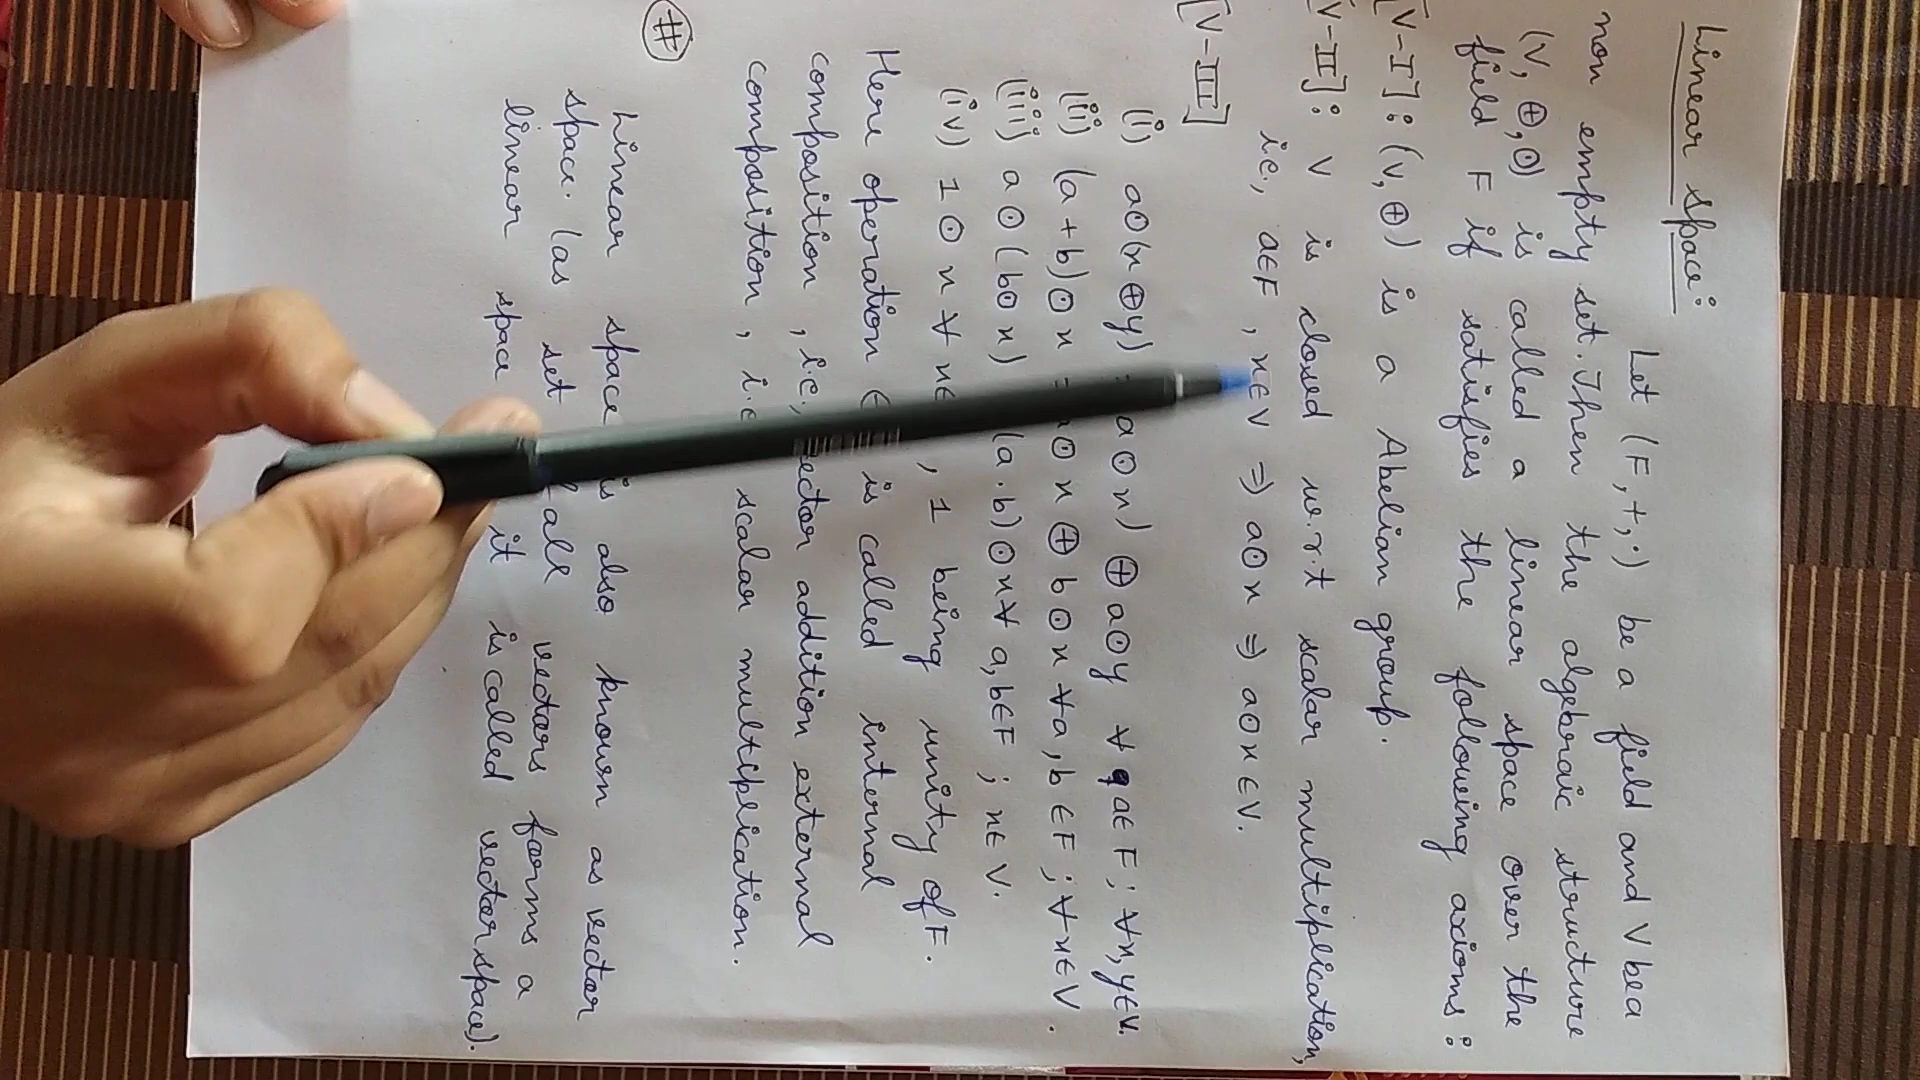 Linear space:
Let (F, +, ·) be a field and V be a
non empty set. Then the algebraic structure
(V, ⊕, ⊙) is called a linear space over the
field F if satisfies the following axioms:
[V-I]: (V, ⊕) is a Abelian group.
[V-II]: V is closed w.r.t scalar multiplication,
ie, a∈F, x∈V ⇒ a⊙x ⇒ a⊙x∈V.
[V-III]
(i) a⊙(x⊕y) a⊙x) ⊕ a⊙y ∀ a∈F; ∀x,y∈V.
(ii) (a+b)⊙x = a⊙x ⊕ b⊙x ∀a,b∈F; ∀x∈V.
(iii) a⊙(b⊙x) (a·b)⊙x ∀ a,b∈F; x∈V.
(iv) 1⊙x ∀ x∈ , 1 being unity of F.
Here operation is called internal
composition, i.e, vector addition external
composition, i.e scalar multiplication.
(#)
Linear space is also known as vector
space. (as set all vectors forms a
linear space it is called vector space).